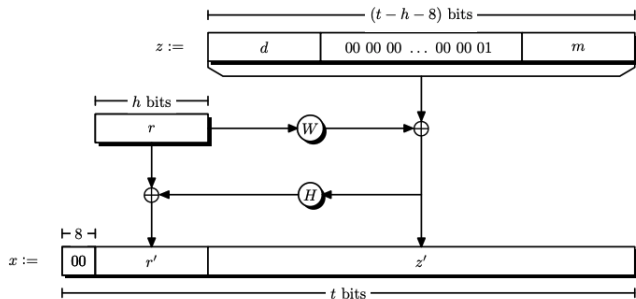 (t − h − 8) bits
z := d 00 00 00 … 00 00 01 m
h bits
r W ⊕
⊕ H
8
x := 00 r′ z′
t bits